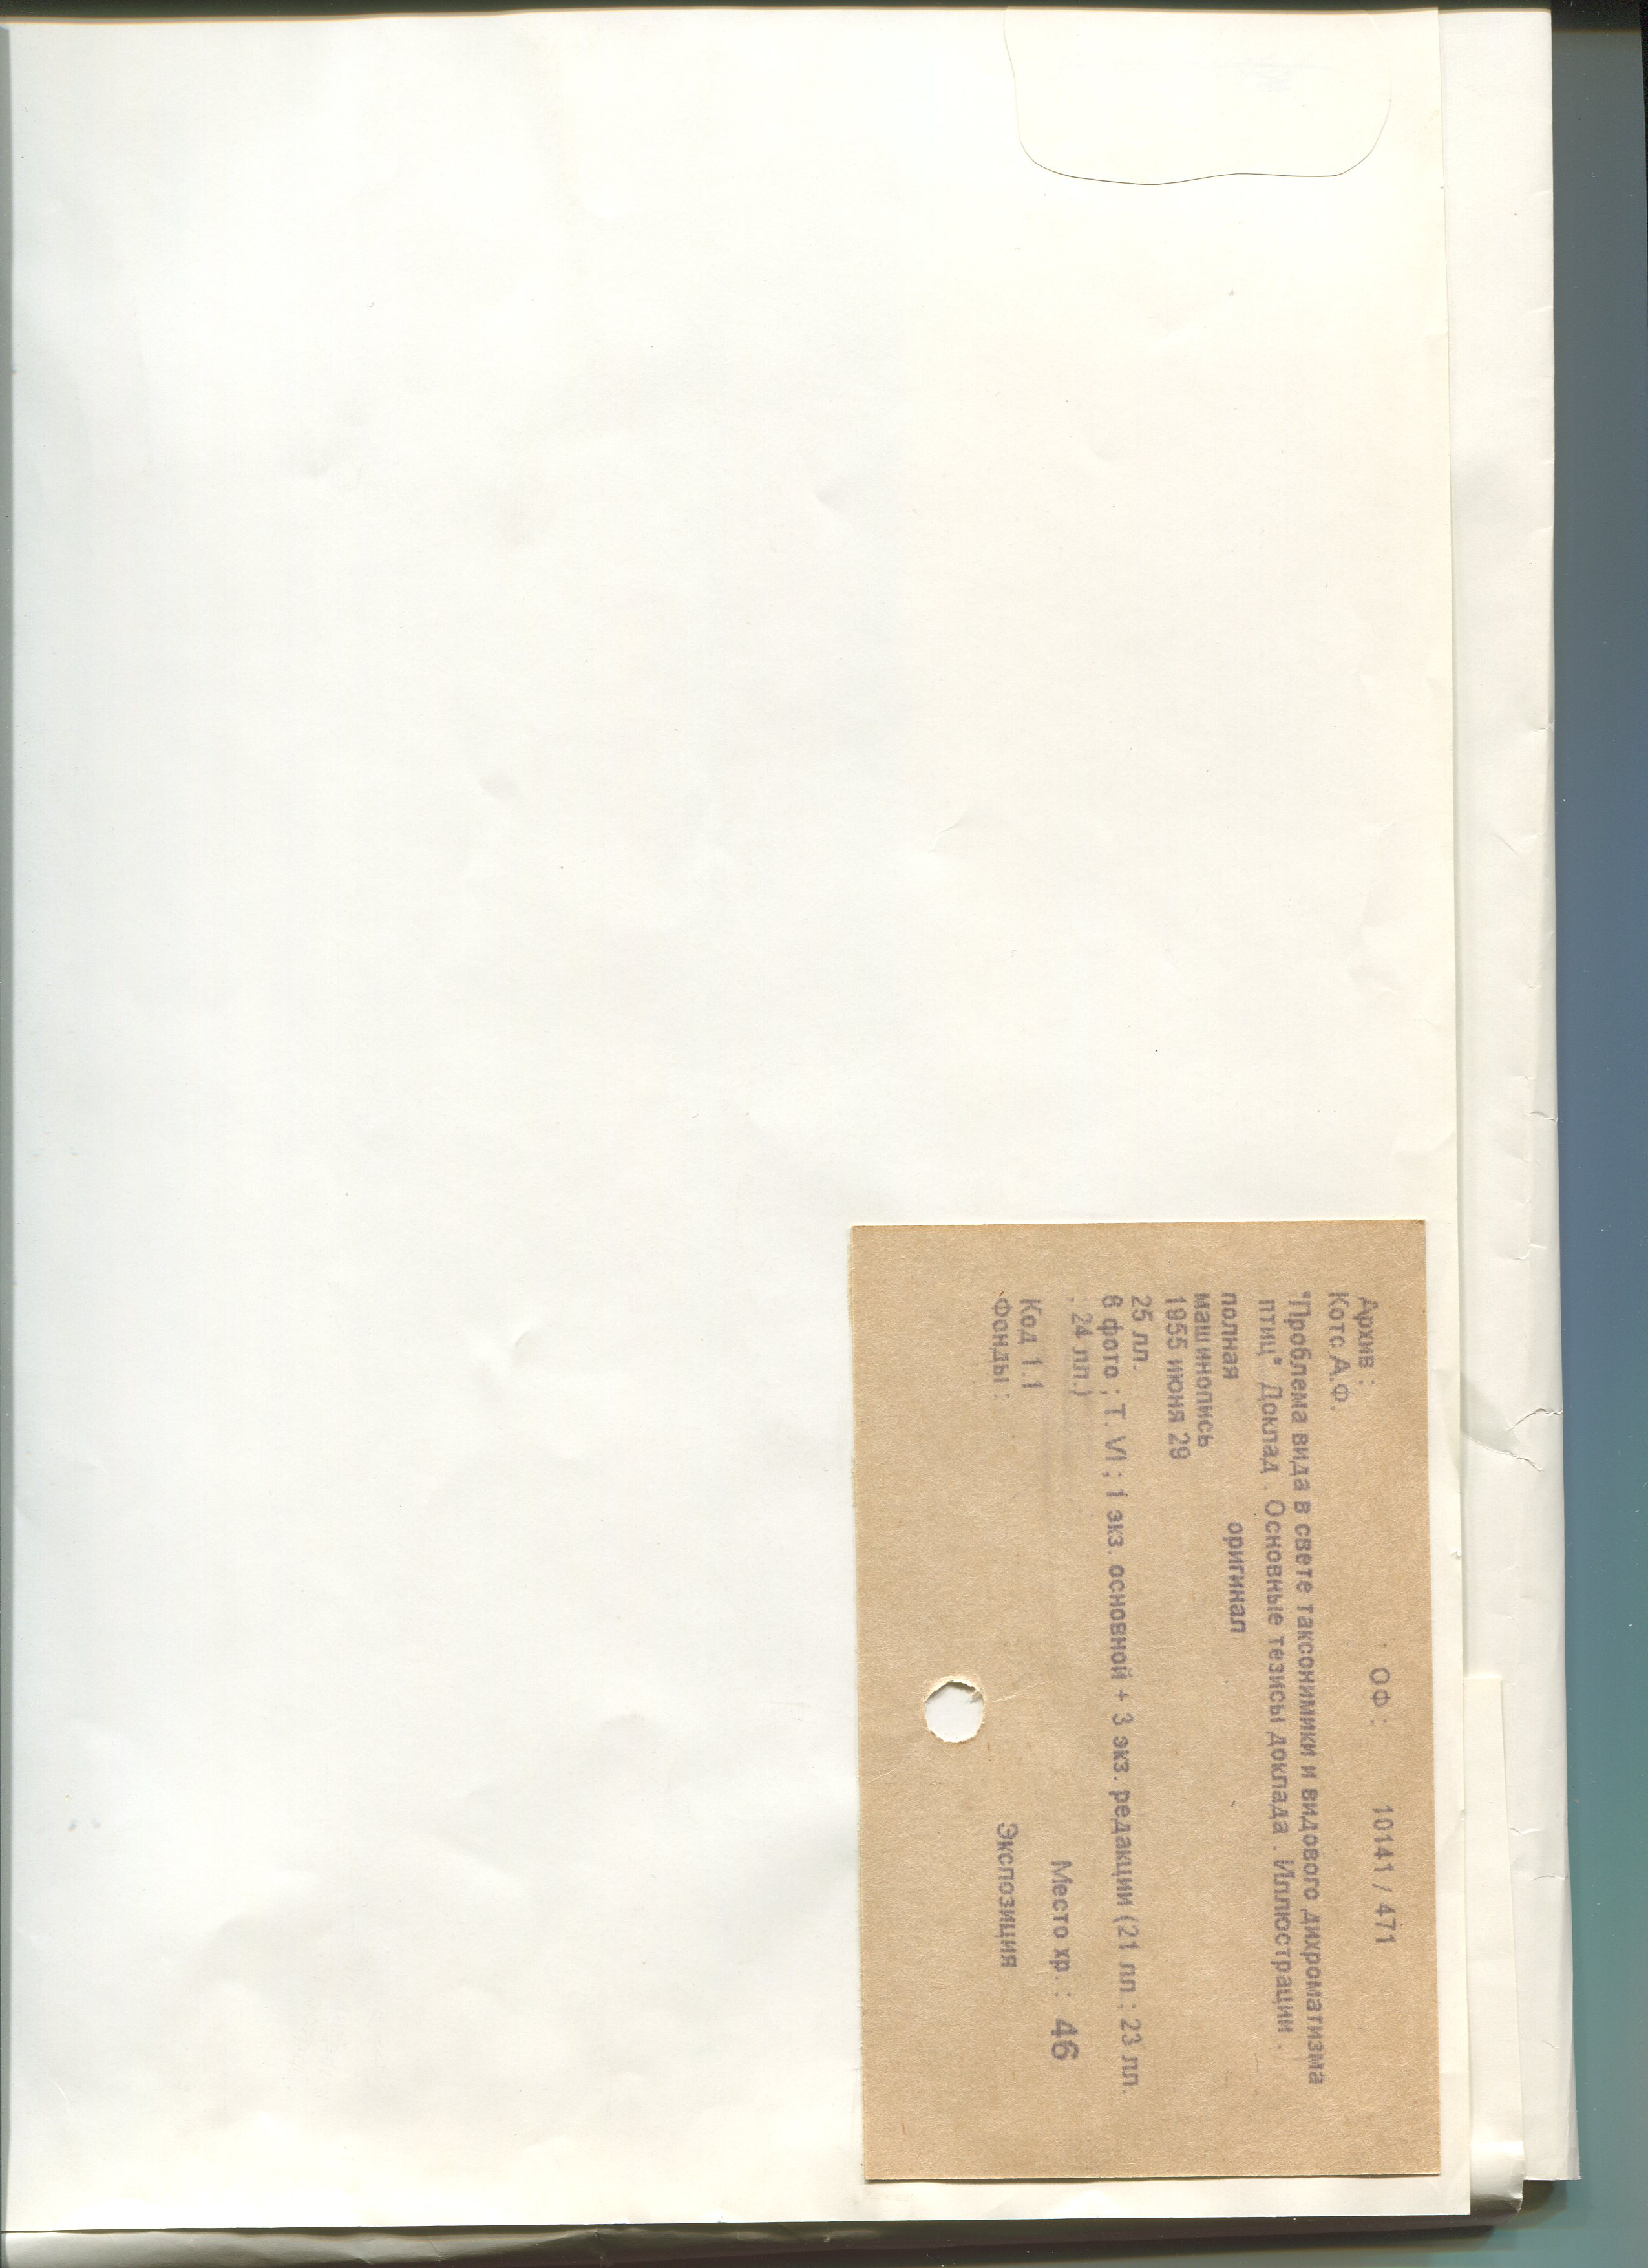 Архив : ОФ : 10141 / 471
Котс А.Ф.
"Проблема вида в свете таксономики и видового дихроматизма
птиц" Доклад . Основные тезисы доклада . Иллюстрации .
полная оригинал
машинопись
1955 июня 29
25 лл.
6 фото ; Т. VI ; 1 экз. основной + 3 экз. редакции (21 лл ; 23 лл.
; 24 лл.)
Место хр. : 46
Код 1.1
Фонды : Экспозиция